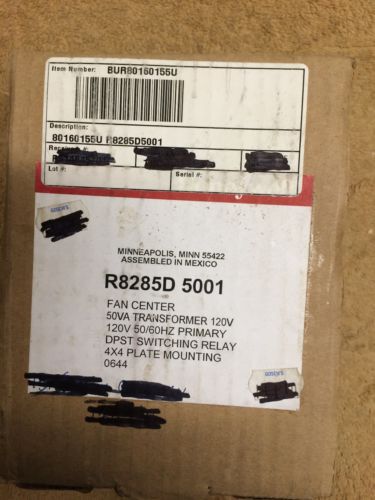 Item Number: BUR80160155U
Description:
80160155U R8285D5001
Lot #:
Serial #:
MINNEAPOLIS, MINN 55422
ASSEMBLED IN MEXICO
R8285D 5001
FAN CENTER
50VA TRANSFORMER 120V
120V 50/60HZ PRIMARY
DPST SWITCHING RELAY
4X4 PLATE MOUNTING
0644